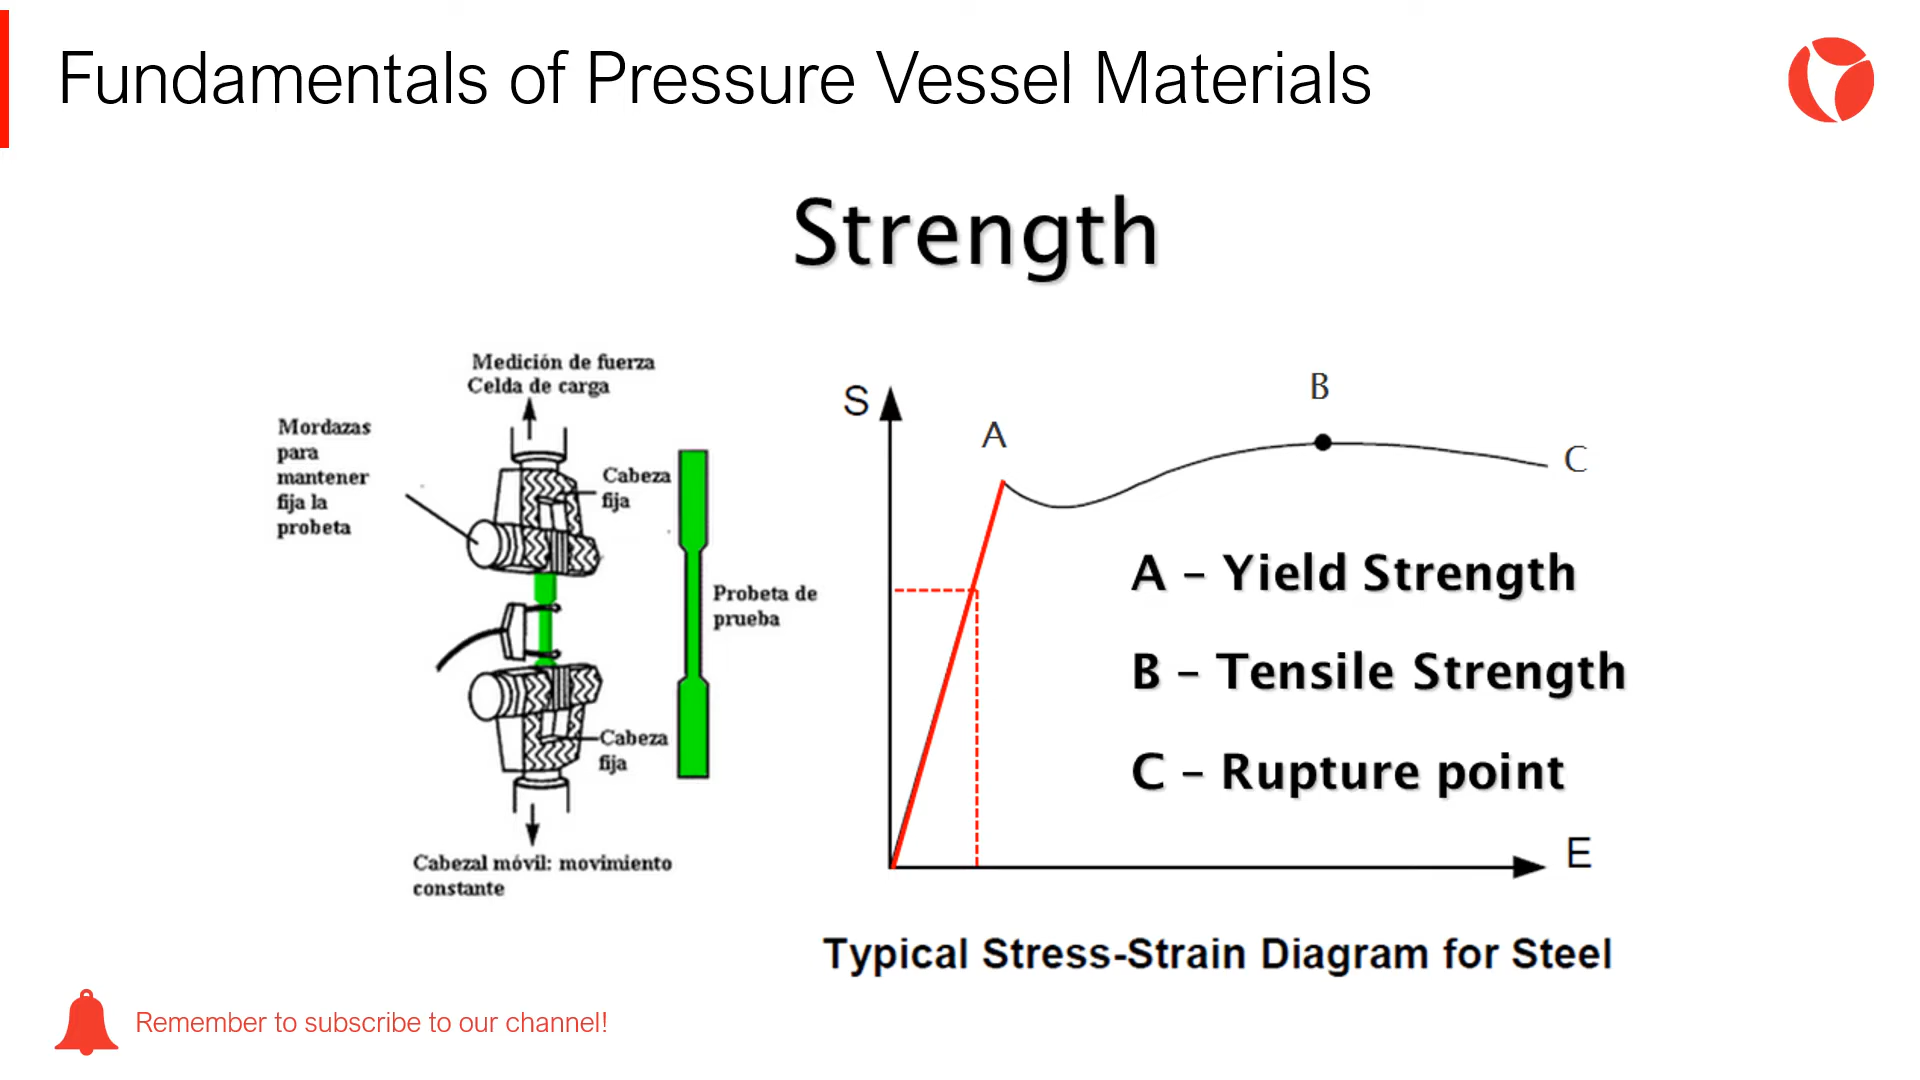 Fundamentals of Pressure Vessel Materials
Strength
Medición de fuerza
Celda de carga
Mordazas
para
mantener
fija la
probeta
Cabeza
fija
Probeta de
prueba
Cabeza
fija
Cabezal móvil: movimiento
constante
S
A
B
C
A – Yield Strength
B – Tensile Strength
C – Rupture point
E
Typical Stress-Strain Diagram for Steel
Remember to subscribe to our channel!